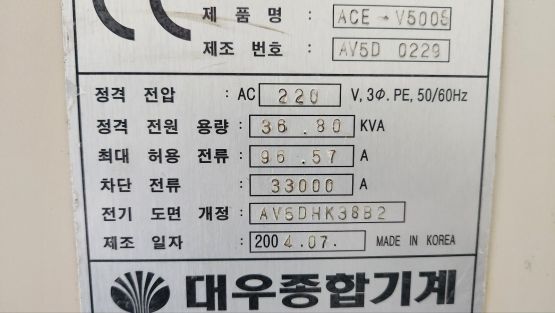 제 품 명 : ACE - V500S
제조 번호 : AV5D 0229
정격 전압 : AC 220 V, 3Φ. PE, 50/60Hz
정격 전원 용량 : 36.80 KVA
최대 허용 전류 : 96.57 A
차단 전류 : 33000 A
전기 도면 개정 : AV5DHK38B2
제조 일자 : 2004.07. MADE IN KOREA
대우종합기계